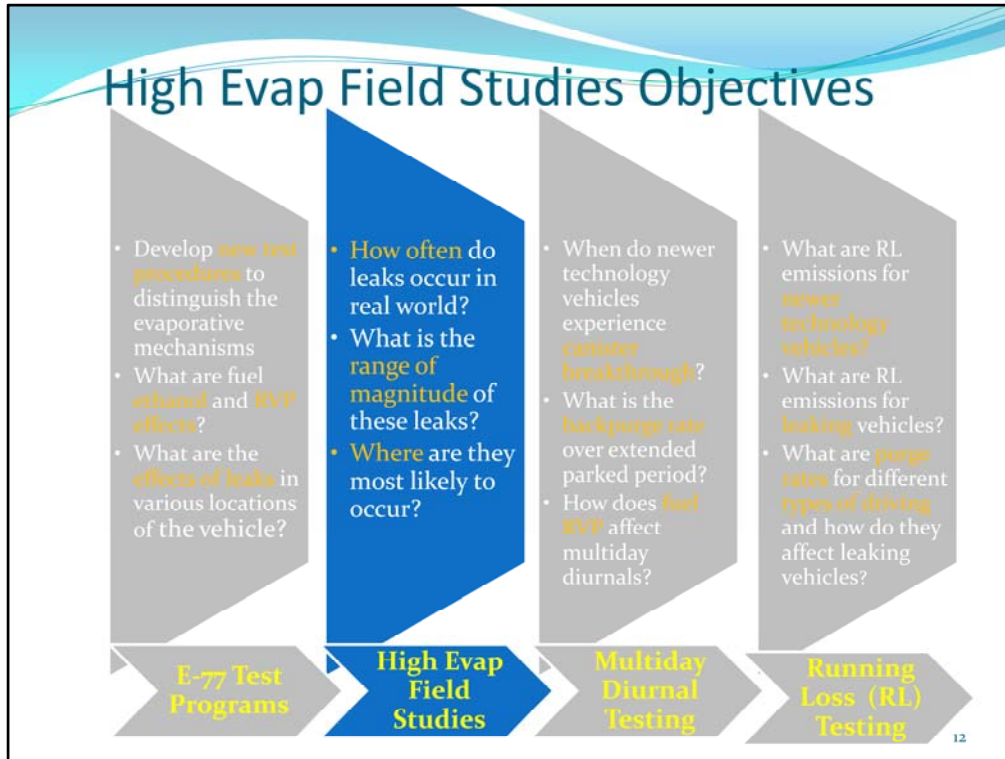 High Evap Field Studies Objectives
• Develop new test
procedures to
distinguish the
evaporative
mechanisms
• What are fuel
ethanol and RVP
effects?
• What are the
effects of leaks in
various locations
of the vehicle?
• How often do
leaks occur in
real world?
• What is the
range of
magnitude of
these leaks?
• Where are they
most likely to
occur?
• When do newer
technology
vehicles
experience
canister
breakthrough?
• What is the
backpurge rate
over extended
parked period?
• How does fuel
RVP affect
multiday
diurnals?
• What are RL
emissions for
newer
technology
vehicles?
• What are RL
emissions for
leaking vehicles?
• What are purge
rates for different
types of driving
and how do they
affect leaking
vehicles?
E-77 Test
Programs
High Evap
Field
Studies
Multiday
Diurnal
Testing
Running
Loss (RL)
Testing
12